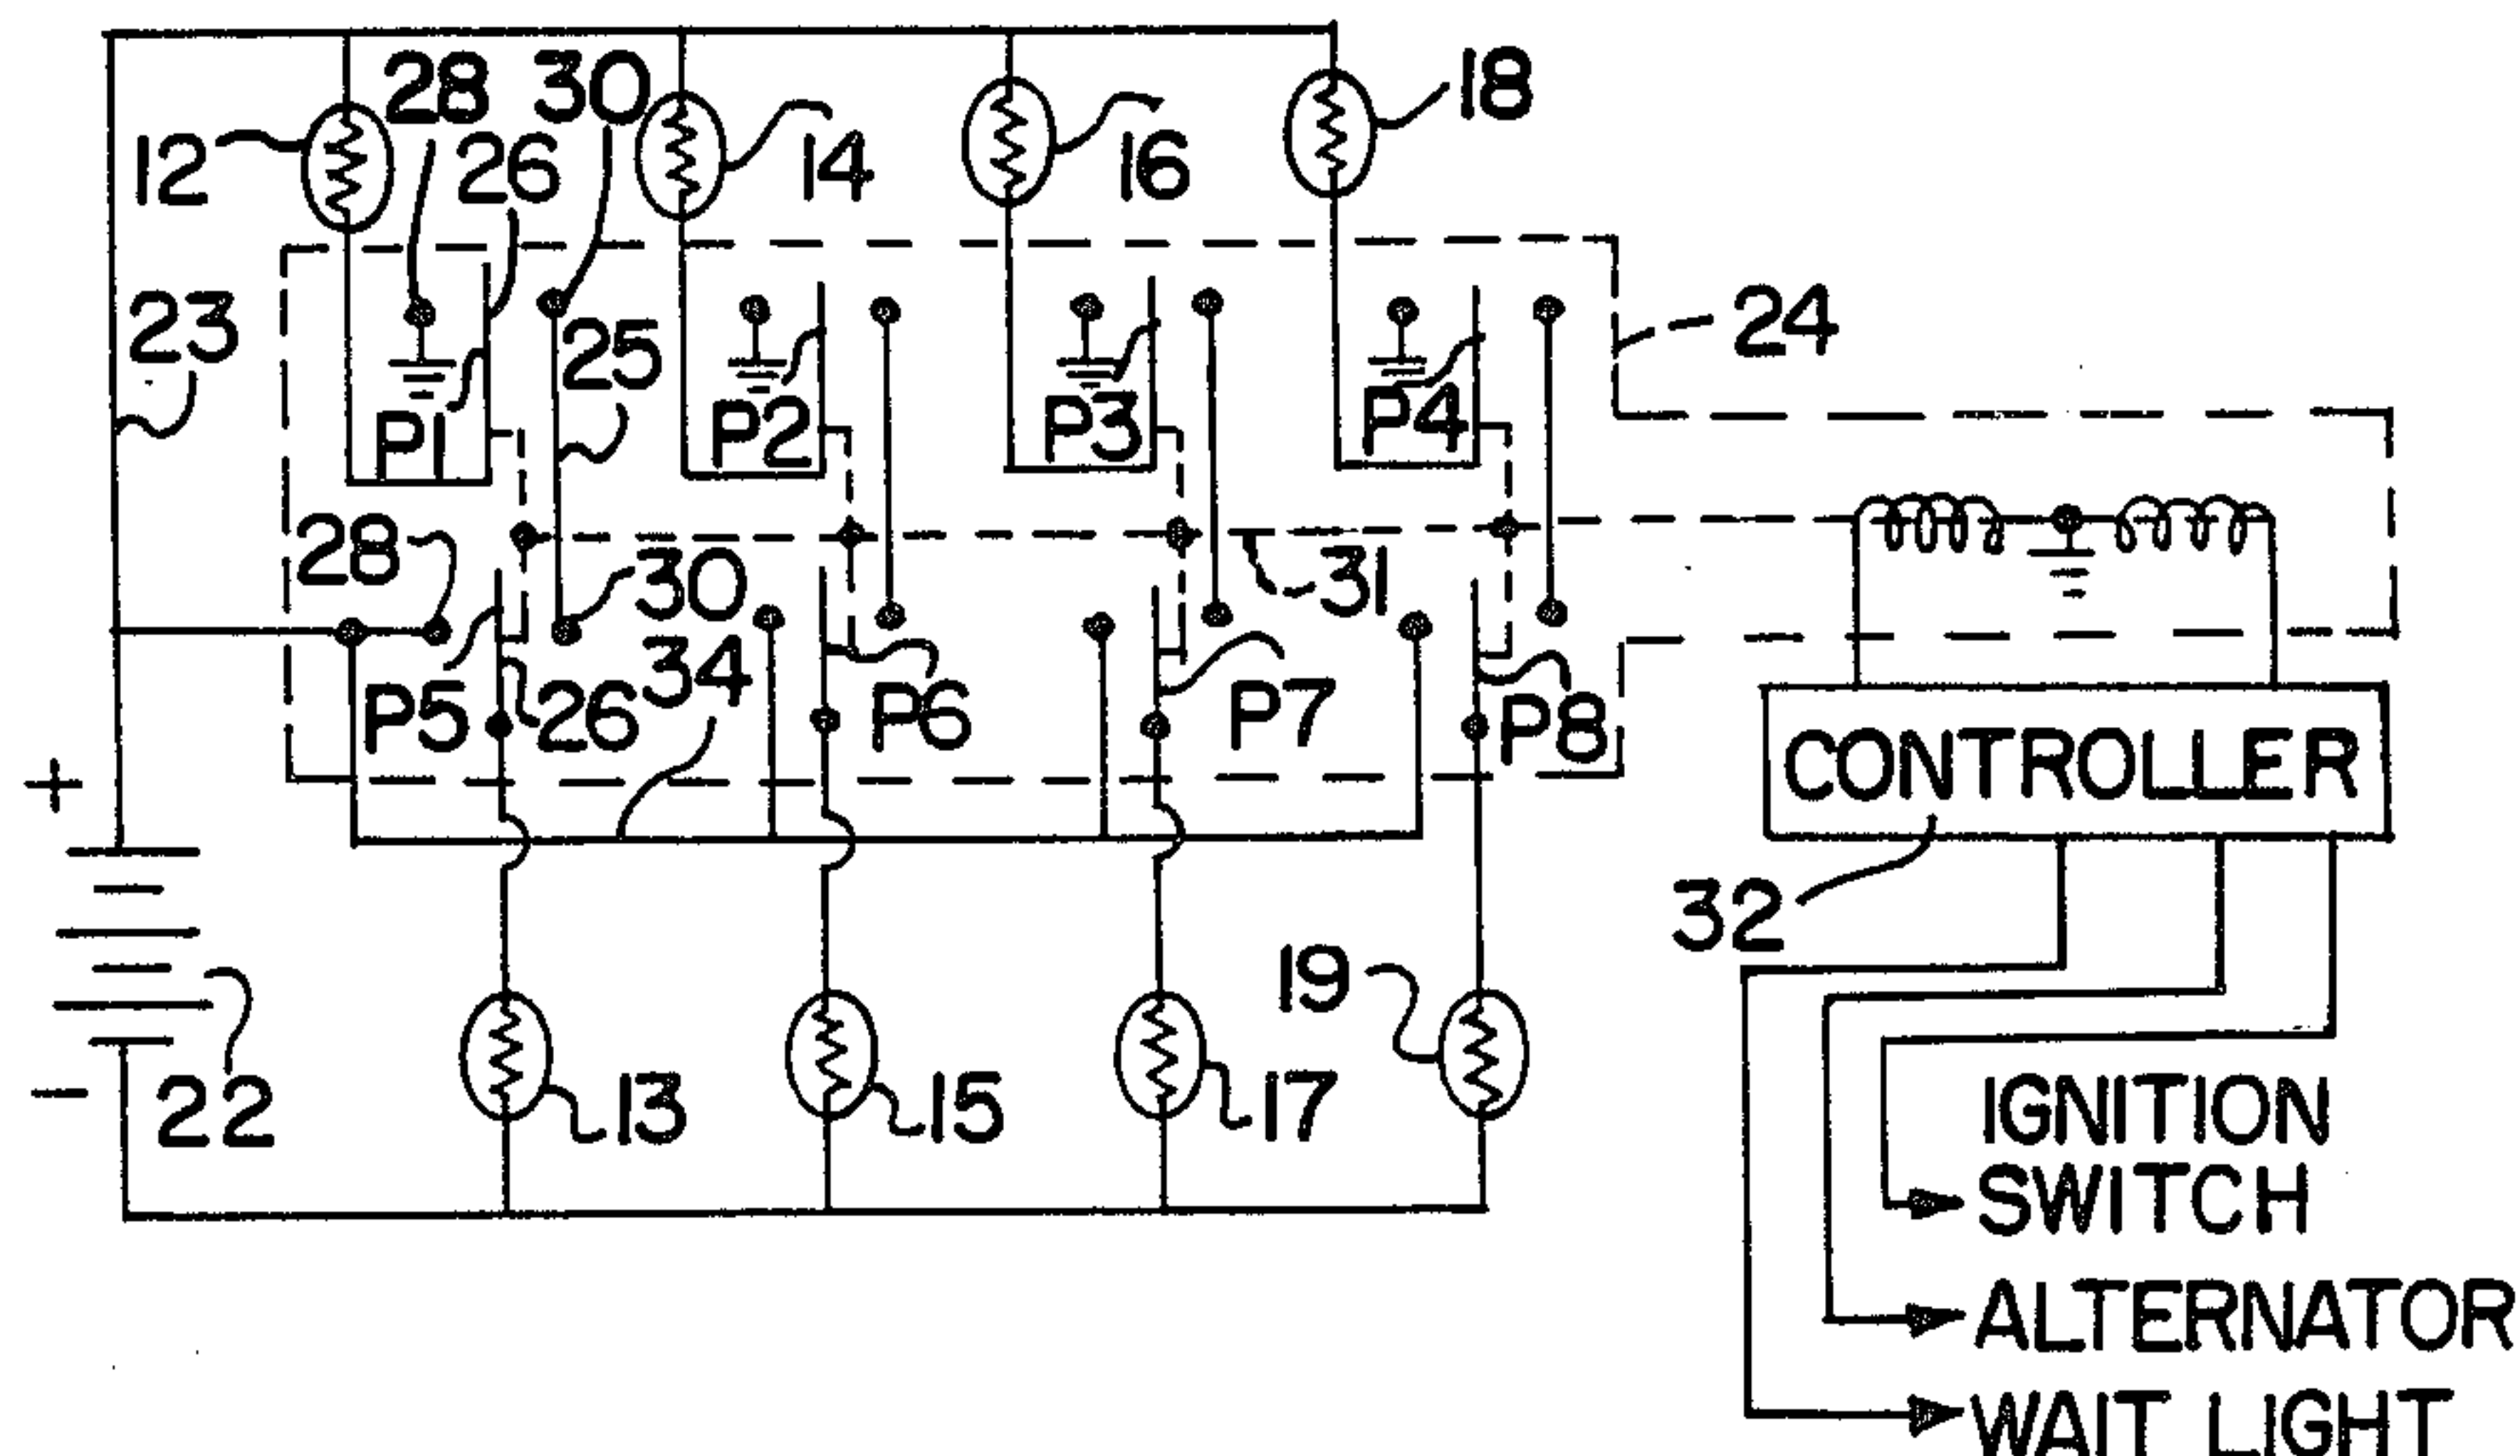 28 30 18
12 26 14 16
23 25 24
P1 P2 P3 P4
28 30 31
34
P5 26 P6 P7 P8
+ CONTROLLER
32
19
- 22 13 15 17
IGNITION
SWITCH
ALTERNATOR
WAIT LIGHT